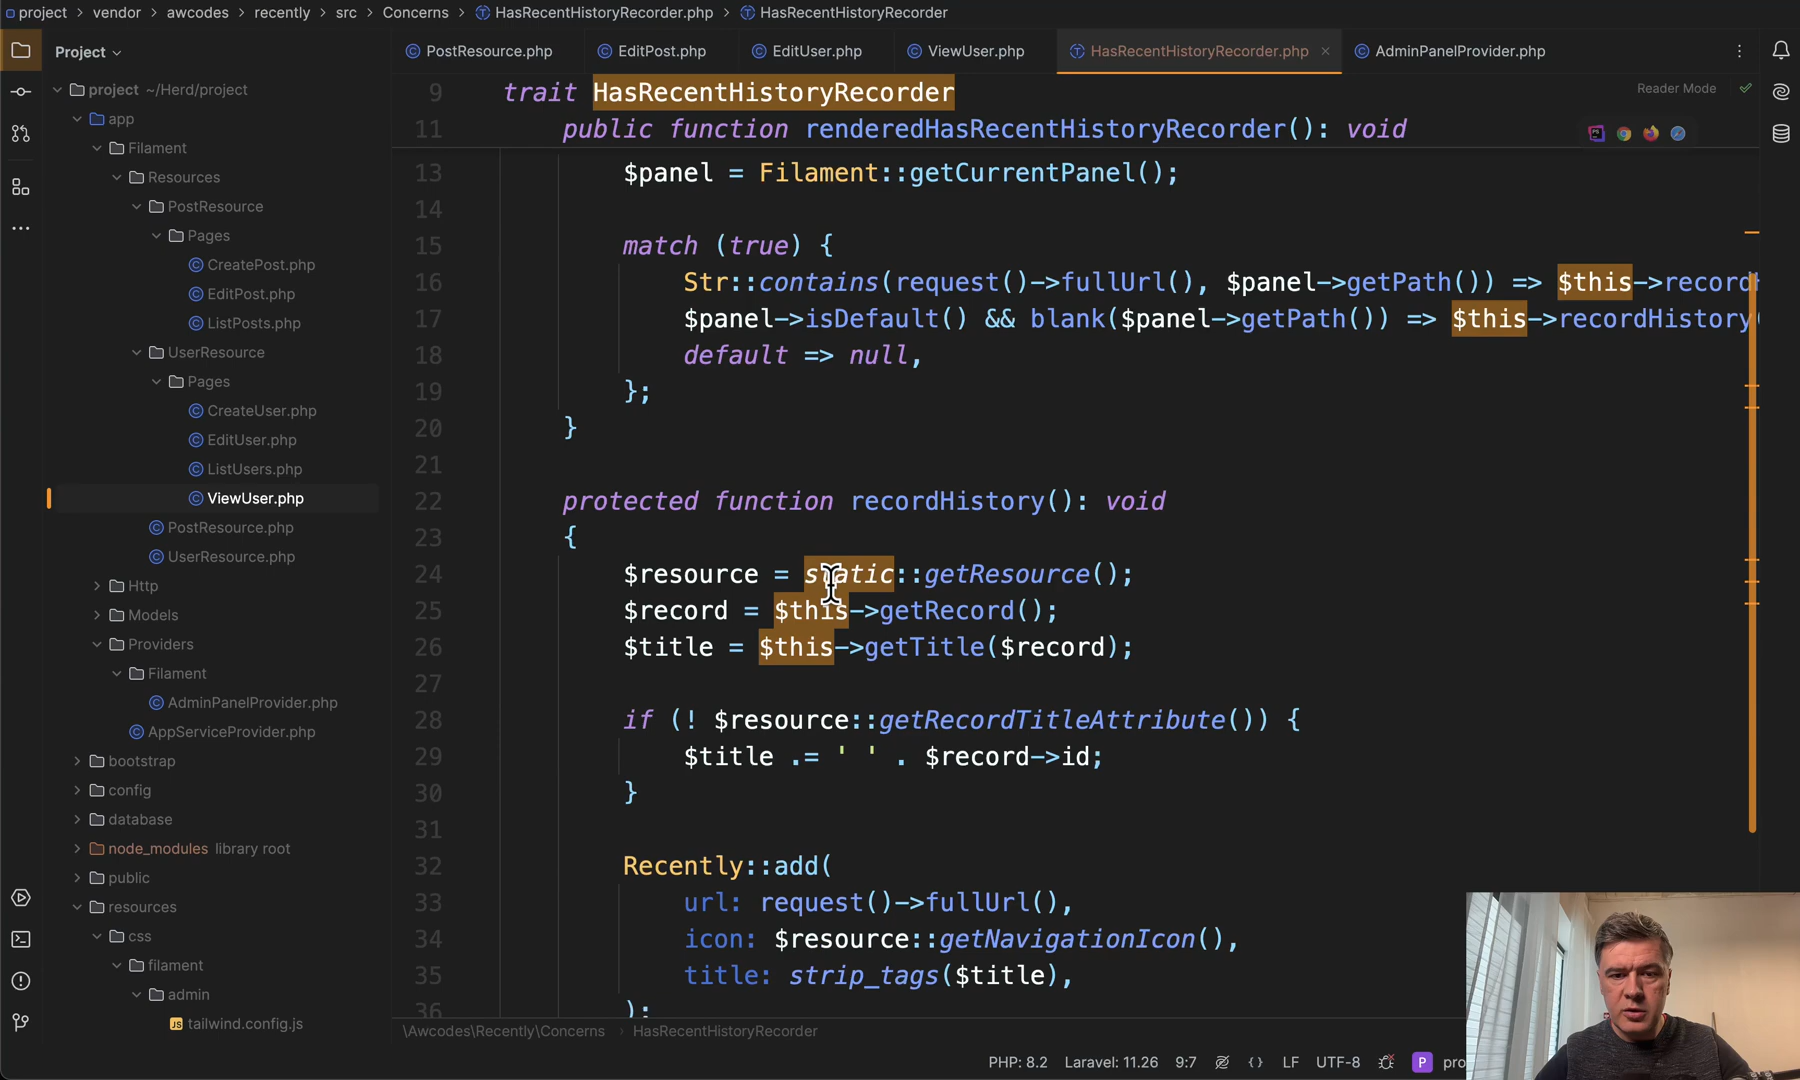 project > vendor > awcodes > recently > src > Concerns > HasRecentHistoryRecorder.php > HasRecentHistoryRecorder
Project
PostResource.php
EditPost.php
EditUser.php
ViewUser.php
HasRecentHistoryRecorder.php
AdminPanelProvider.php
project ~/Herd/project
app
Filament
Resources
PostResource
Pages
CreatePost.php
EditPost.php
ListPosts.php
UserResource
Pages
CreateUser.php
EditUser.php
ListUsers.php
ViewUser.php
PostResource.php
UserResource.php
Http
Models
Providers
Filament
AdminPanelProvider.php
AppServiceProvider.php
bootstrap
config
database
node_modules library root
public
resources
css
filament
admin
JS tailwind.config.js
Reader Mode
9 trait HasRecentHistoryRecorder
11 public function renderedHasRecentHistoryRecorder(): void
13 $panel = Filament::getCurrentPanel();
14
15 match (true) {
16 Str::contains(request()->fullUrl(), $panel->getPath()) => $this->record
17 $panel->isDefault() && blank($panel->getPath()) => $this->recordHistory(
18 default => null,
19 };
20 }
21
22 protected function recordHistory(): void
23 {
24 $resource = static::getResource();
25 $record = $this->getRecord();
26 $title = $this->getTitle($record);
27
28 if (! $resource::getRecordTitleAttribute()) {
29 $title .= ' ' . $record->id;
30 }
31
32 Recently::add(
33 url: request()->fullUrl(),
34 icon: $resource::getNavigationIcon(),
35 title: strip_tags($title),
36 );
\Awcodes\Recently\Concerns > HasRecentHistoryRecorder
PHP: 8.2 Laravel: 11.26 9:7 LF UTF-8 P pro